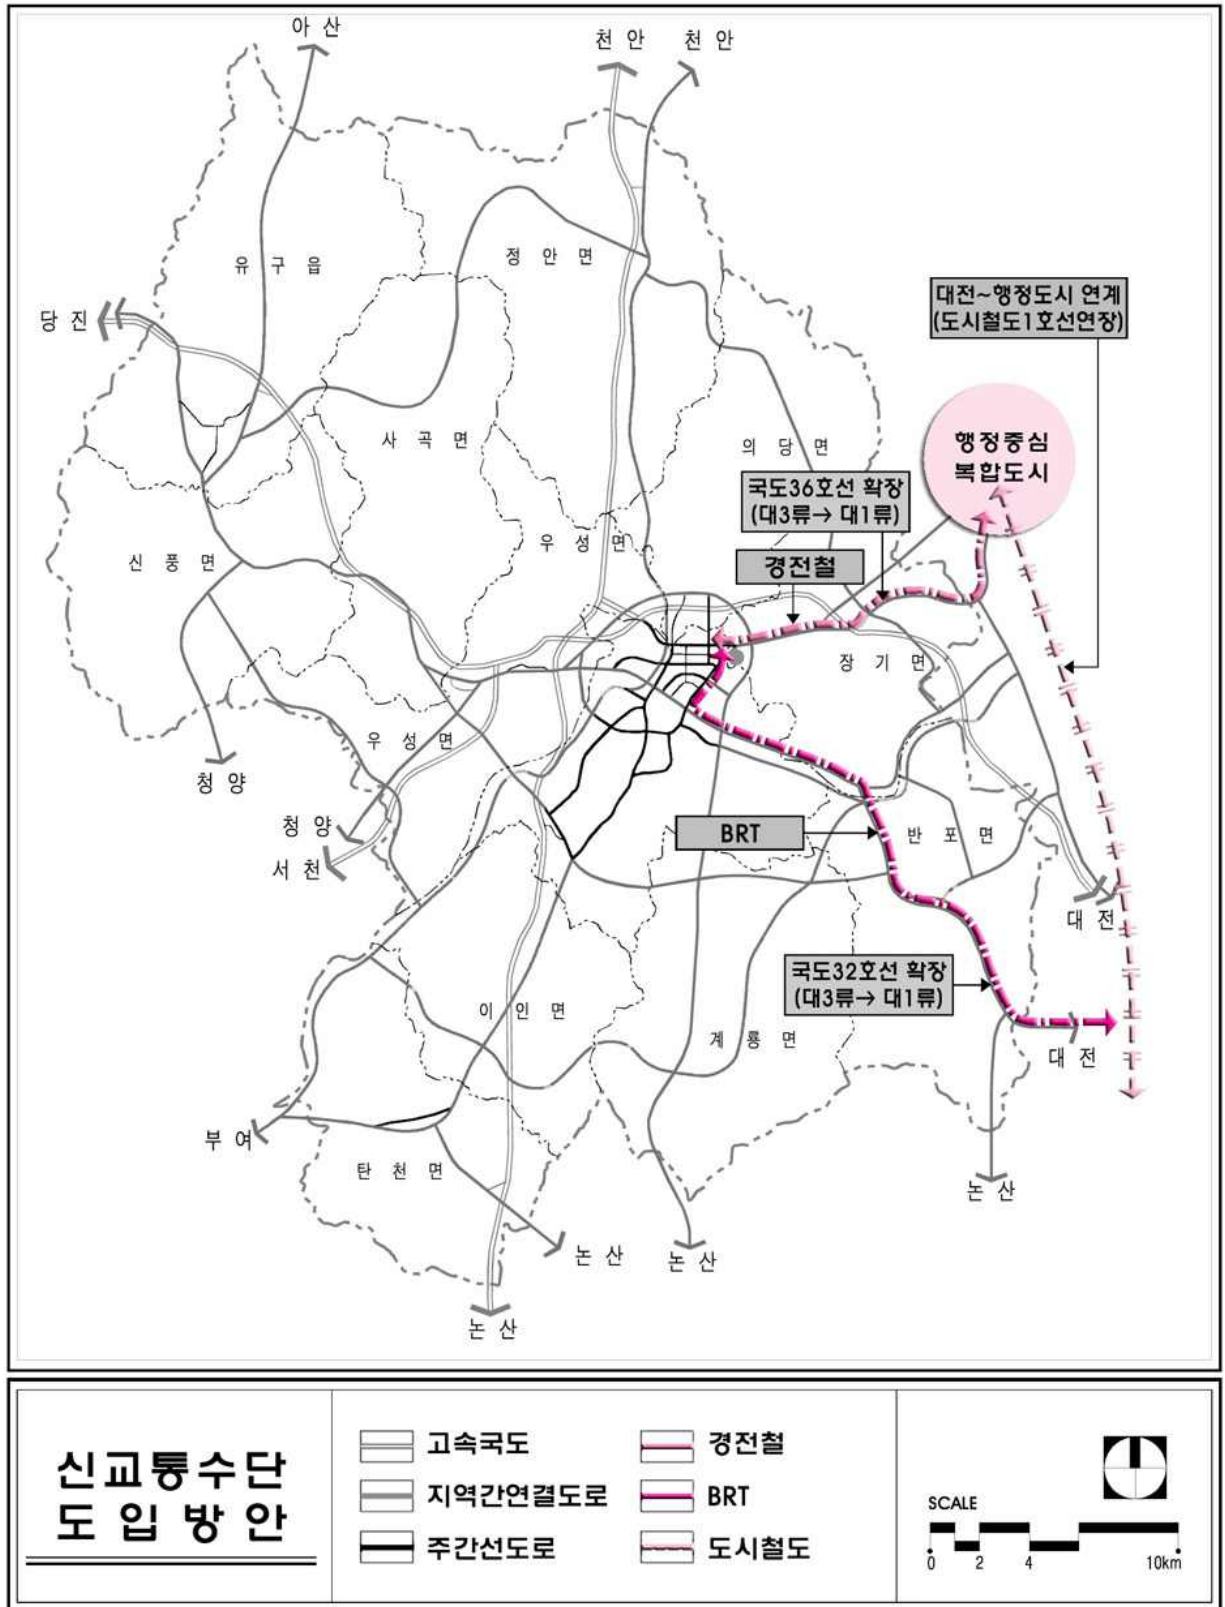 아 산
천 안
천 안
유 구 읍
정 안 면
당 진
대전~행정도시 연계
(도시철도1호선연장)
행정중심
복합도시
사 곡 면
의 당 면
국도36호선 확장
(대3류→ 대1류)
우 성 면
경전철
신 풍 면
장 기 면
우 성 면
청 양
청 양
서 천
BRT
반 포 면
대 전
국도32호선 확장
(대3류→ 대1류)
이 인 면
계 룡 면
대 전
부 여
탄 천 면
논 산
논 산
논 산
논 산
신교통수단
도 입 방 안
고속국도
지역간연결도로
주간선도로
경전철
BRT
도시철도
SCALE
0 2 4 10km